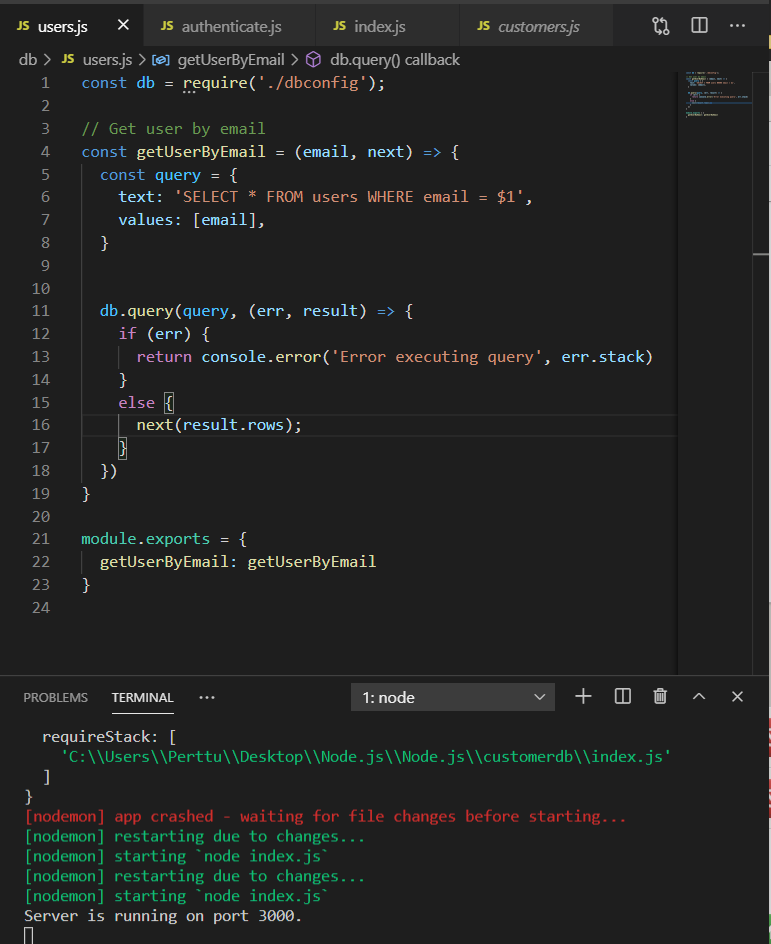 JS users.js × JS authenticate.js JS index.js JS customers.js ...
db > JS users.js > getUserByEmail > db.query() callback
1 const db = require('./dbconfig');
2
3 // Get user by email
4 const getUserByEmail = (email, next) => {
5 const query = {
6 text: 'SELECT * FROM users WHERE email = $1',
7 values: [email],
8 }
9
10
11 db.query(query, (err, result) => {
12 if (err) {
13 return console.error('Error executing query', err.stack)
14 }
15 else {
16 next(result.rows);
17 }
18 })
19 }
20
21 module.exports = {
22 getUserByEmail: getUserByEmail
23 }
24
PROBLEMS TERMINAL ... 1: node
requireStack: [
'C:\\Users\\Perttu\\Desktop\\Node.js\\Node.js\\customerdb\\index.js'
]
}
[nodemon] app crashed - waiting for file changes before starting...
[nodemon] restarting due to changes...
[nodemon] starting `node index.js`
[nodemon] restarting due to changes...
[nodemon] starting `node index.js`
Server is running on port 3000.